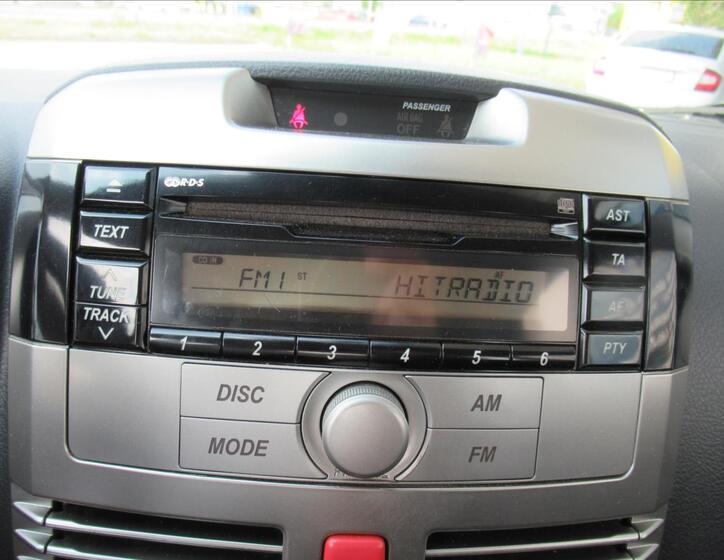 PASSENGER
AIR BAG
OFF
R·D·S
AST
TEXT
CD IN
TA
FM1 ST AF HITRADIO
TUNE
AF
TRACK
PTY
1 2 3 4 5 6
DISC AM
MODE FM